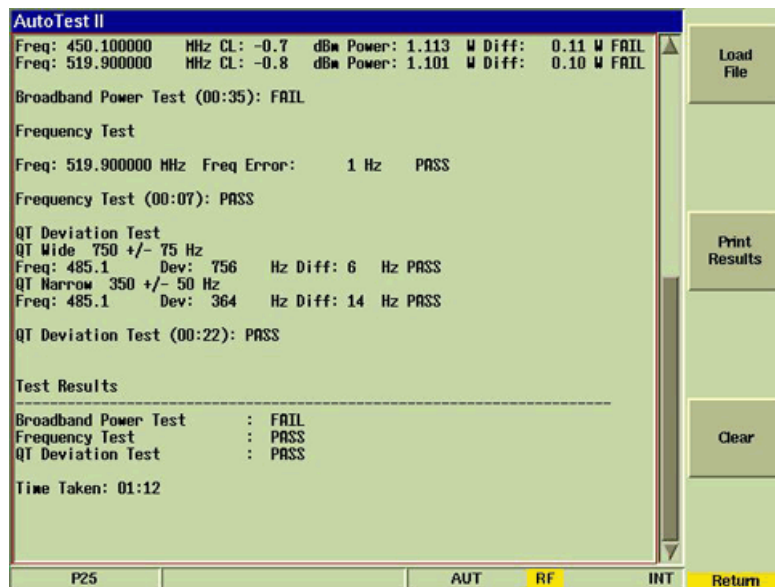 AutoTest II
Freq: 450.100000 MHz CL: -0.7 dBm Power: 1.113 W Diff: 0.11 W FAIL
Freq: 519.900000 MHz CL: -0.8 dBm Power: 1.101 W Diff: 0.10 W FAIL
Broadband Power Test (00:35): FAIL
Frequency Test
Freq: 519.900000 MHz Freq Error: 1 Hz PASS
Frequency Test (00:07): PASS
QT Deviation Test
QT Wide 750 +/- 75 Hz
Freq: 485.1 Dev: 756 Hz Diff: 6 Hz PASS
QT Narrow 350 +/- 50 Hz
Freq: 485.1 Dev: 364 Hz Diff: 14 Hz PASS
QT Deviation Test (00:22): PASS
Test Results
--------------------------------------------------------------------------------
Broadband Power Test : FAIL
Frequency Test : PASS
QT Deviation Test : PASS
Time Taken: 01:12
Load
File
Print
Results
Clear
P25 AUT RF INT Return